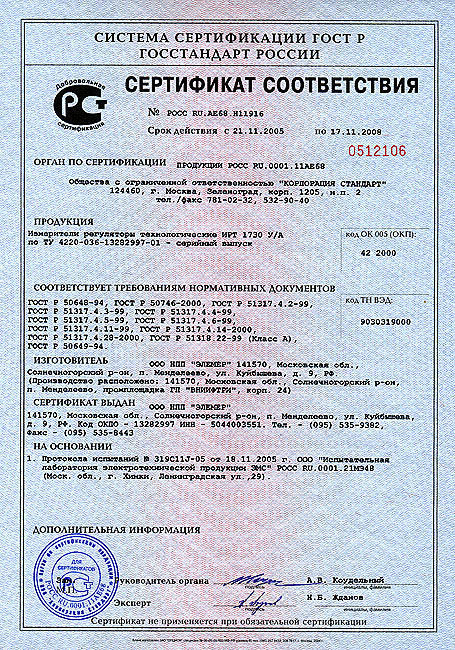 СИСТЕМА СЕРТИФИКАЦИИ ГОСТ Р
ГОССТАНДАРТ РОССИИ
Добровольная
сертификация
СЕРТИФИКАТ СООТВЕТСТВИЯ
№ РОСС RU.АЕ68.Н11916
Срок действия с 21.11.2005 по 17.11.2008
0512106
ОРГАН ПО СЕРТИФИКАЦИИ ПРОДУКЦИИ РОСС RU.0001.11АЕ68
Общества с ограниченной ответственностью "КОРПОРАЦИЯ СТАНДАРТ"
124460, г. Москва, Зеленоград, корп. 1205, н.п. 2
тел./факс 781-02-32, 532-90-40
ПРОДУКЦИЯ
Измерители регуляторы технологические ИРТ 1730 У/А
по ТУ 4220-036-13282997-01 – серийный выпуск
код ОК 005 (ОКП):
42 2000
СООТВЕТСТВУЕТ ТРЕБОВАНИЯМ НОРМАТИВНЫХ ДОКУМЕНТОВ
ГОСТ Р 50648-94, ГОСТ Р 50746-2000, ГОСТ Р 51317.4.2-99,
ГОСТ Р 51317.4.3-99, ГОСТ Р 51317.4.4-99,
ГОСТ Р 51317.4.5-99, ГОСТ Р 51317.4.6-99,
ГОСТ Р 51317.4.11-99, ГОСТ Р 51317.4.14-2000,
ГОСТ Р 51317.4.28-2000, ГОСТ Р 51318.22-99 (Класс А),
ГОСТ Р 50649-94.
код ТН ВЭД:
9030319000
ИЗГОТОВИТЕЛЬ ООО НПП "ЭЛЕМЕР" 141570, Московская обл.,
Солнечногорский р-он, п. Менделеево, ул. Куйбышева, д. 9, РФ
(Производство расположено: 141570, Московская обл., Солнечногорский р-он,
п. Менделеево, промплощадка ГП "ВНИИФТРИ", корп. 24)
СЕРТИФИКАТ ВЫДАН ООО НПП "ЭЛЕМЕР"
141570, Московская обл., Солнечногорский р-он, п. Менделеево, ул. Куйбышева,
д. 9, РФ. Код ОКПО – 13282997 ИНН – 5044003551. Тел. – (095) 535-9382,
Факс – (095) 535-8443
НА ОСНОВАНИИ
1. Протокола испытаний № 319С11J-05 от 18.11.2005 г. ООО "Испытательная
лаборатория электротехнической продукции ЭМС" РОСС RU.0001.21МЭ48
(Моск. обл., г. Химки, Ленинградская ул.,29).
ДОПОЛНИТЕЛЬНАЯ ИНФОРМАЦИЯ
ДЛЯ
СЕРТИФИКАТОВ
М.П.
Руководитель органа
подпись
А.В. Коудельный
инициалы, фамилия
Эксперт
подпись
Н.Б. Жданов
инициалы, фамилия
Сертификат не применяется при обязательной сертификации